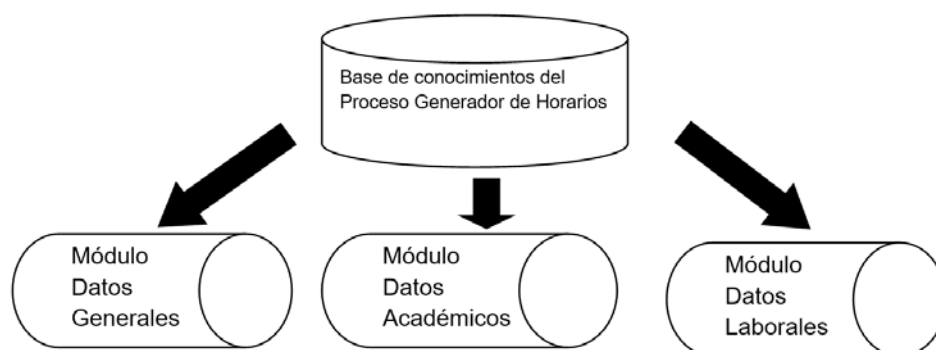 Base de conocimientos del
Proceso Generador de Horarios
Módulo
Datos
Generales
Módulo
Datos
Académicos
Módulo
Datos
Laborales